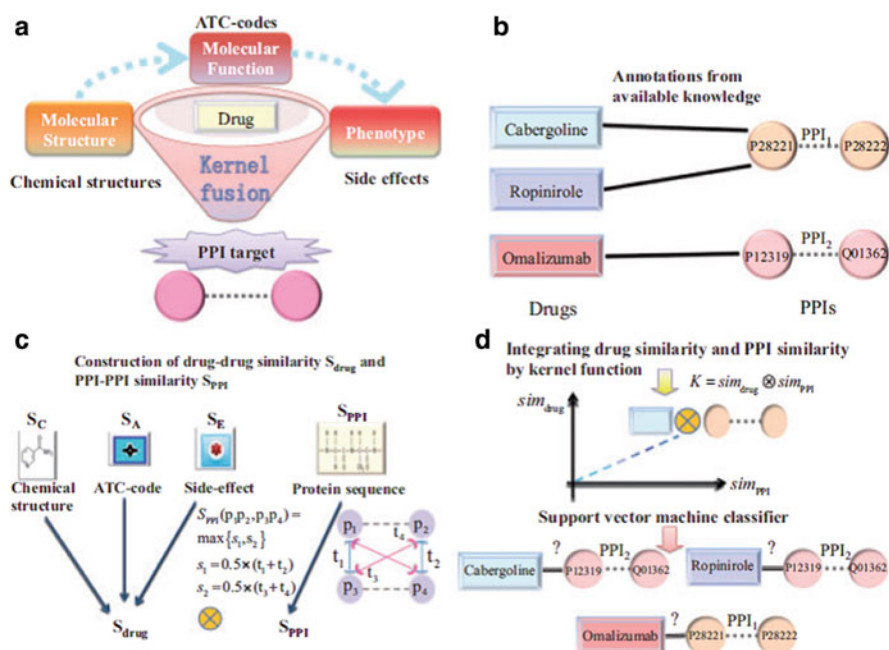 a
ATC-codes
Molecular
Function
Molecular
Structure
Drug
Phenotype
Kernel
fusion
Chemical structures
Side effects
PPI target
b
Annotations from
available knowledge
Cabergoline
Ropinirole
Omalizumab
P28221
PPI1
P28222
P12319
PPI2
Q01362
Drugs
PPIs
c
Construction of drug-drug similarity Sdrug and
PPI-PPI similarity SPPI
SC
SA
SE
SPPI
Chemical
structure
ATC-code
Side-effect
Protein sequence
SPPI(p1p2,p3p4)=
max{s1,s2}
s1=0.5×(t1+t2)
s2=0.5×(t3+t4)
p1
p2
t4
t1
t2
t3
p3
p4
Sdrug
SPPI
d
Integrating drug similarity and PPI similarity
by kernel function
K=simdrug⊗simPPI
simdrug
simPPI
Support vector machine classifier
Cabergoline
?
P12319
PPI2
Q01362
Ropinirole
?
P12319
PPI2
Q01362
Omalizumab
?
P28221
PPI1
P28222